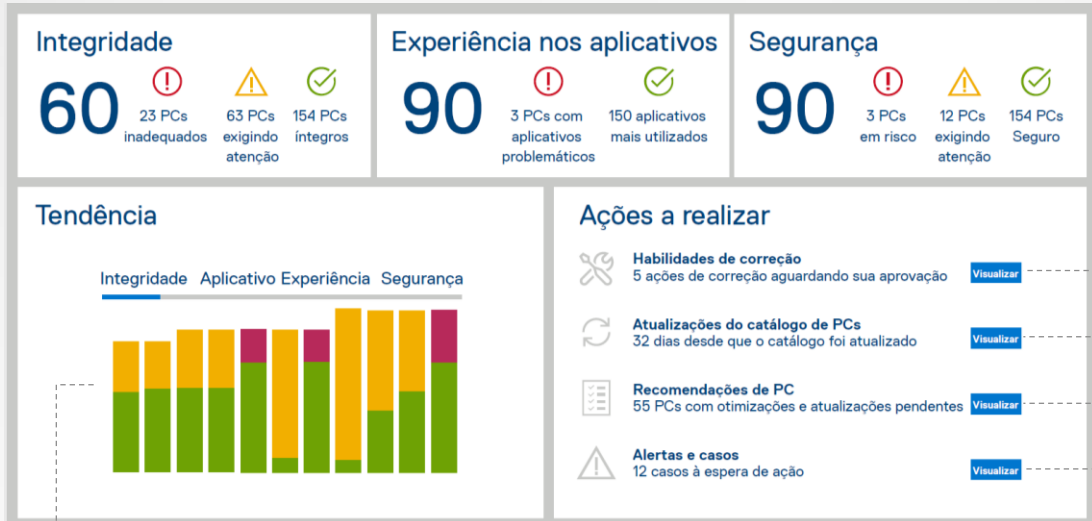 Integridade
60
23 PCs
inadequados
63 PCs
exigindo
atenção
154 PCs
íntegros
Experiência nos aplicativos
90
3 PCs com
aplicativos
problemáticos
150 aplicativos
mais utilizados
Segurança
90
3 PCs
em risco
12 PCs
exigindo
atenção
154 PCs
Seguro
Tendência
Integridade Aplicativo Experiência Segurança
Ações a realizar
Habilidades de correção
5 ações de correção aguardando sua aprovação
Visualizar
Atualizações do catálogo de PCs
32 dias desde que o catálogo foi atualizado
Visualizar
Recomendações de PC
55 PCs com otimizações e atualizações pendentes
Visualizar
Alertas e casos
12 casos à espera de ação
Visualizar